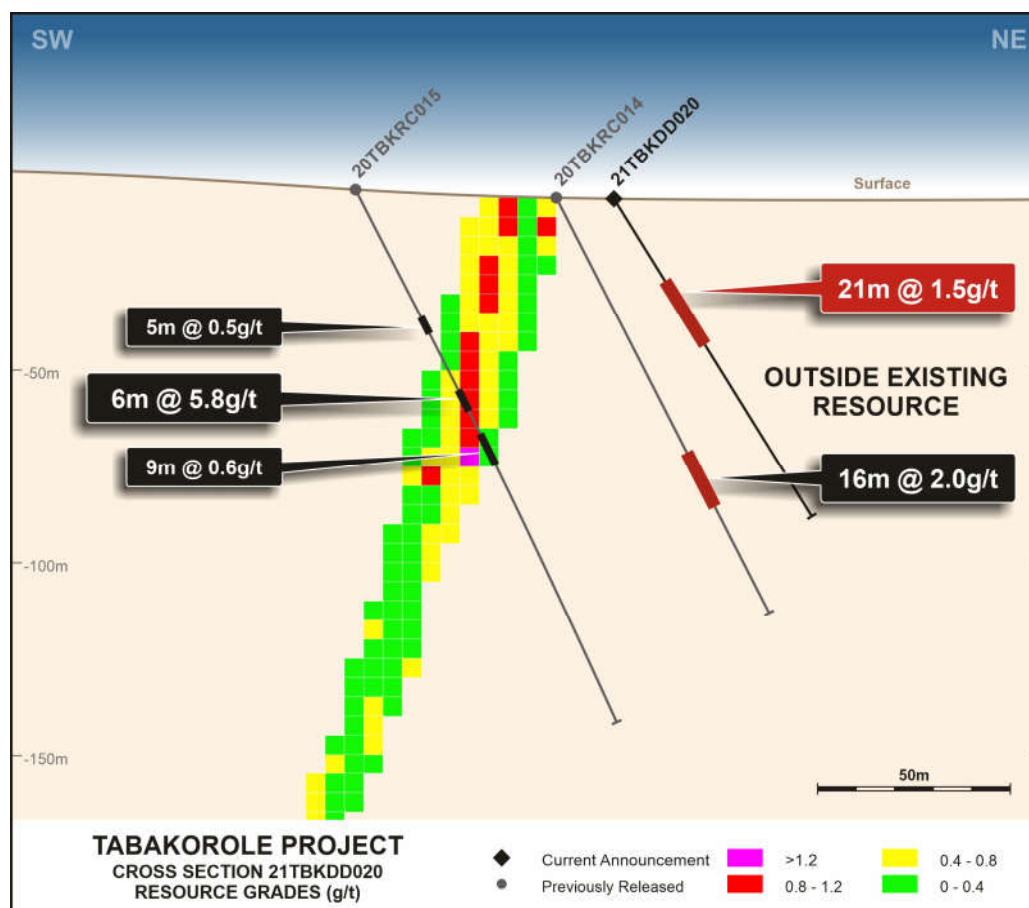 SW
NE
20TBKRC015
20TBKRC014
21TBKDD020
Surface
21m @ 1.5g/t
5m @ 0.5g/t
-50m
OUTSIDE EXISTING
RESOURCE
6m @ 5.8g/t
9m @ 0.6g/t
16m @ 2.0g/t
-100m
-150m
50m
TABAKOROLE PROJECT
CROSS SECTION 21TBKDD020
RESOURCE GRADES (g/t)
Current Announcement
Previously Released
>1.2
0.8 - 1.2
0.4 - 0.8
0 - 0.4